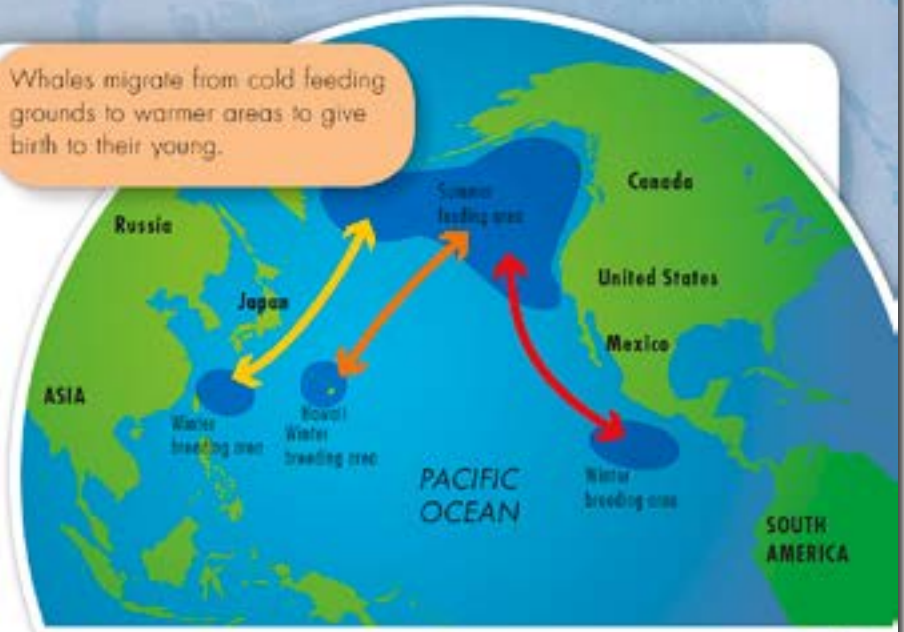 Whales migrate from cold feeding
grounds to warmer areas to give
birth to their young.
Canada
Summer
feeding area
Russia
United States
Japan
Mexico
ASIA
Hawaii
Winter
breeding area
Winter
breeding area
PACIFIC
OCEAN
Winter
breeding area
SOUTH
AMERICA